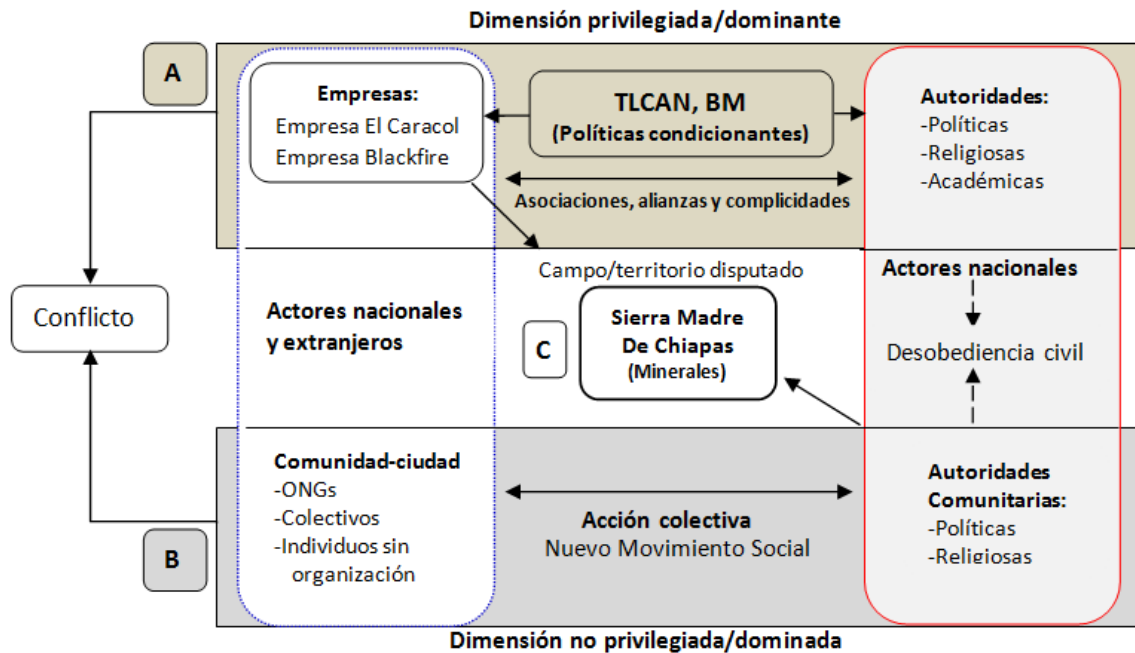 Dimensión privilegiada/dominante
A
Empresas:
Empresa El Caracol
Empresa Blackfire
TLCAN, BM
(Políticas condicionantes)
Autoridades:
-Políticas
-Religiosas
-Académicas
Asociaciones, alianzas y complicidades
Conflicto
Actores nacionales
y extranjeros
Campo/territorio disputado
C
Sierra Madre
De Chiapas
(Minerales)
Actores nacionales
Desobediencia civil
B
Comunidad-ciudad
-ONGs
-Colectivos
-Individuos sin
organización
Acción colectiva
Nuevo Movimiento Social
Autoridades
Comunitarias:
-Políticas
-Religiosas
Dimensión no privilegiada/dominada